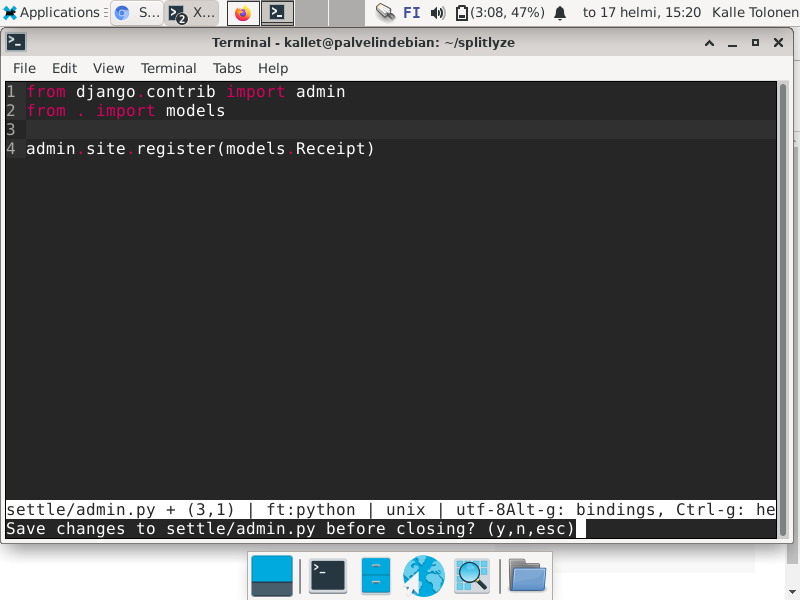 Applications
S...
2
X...
FI
(3:08, 47%)
to 17 helmi, 15:20
Kalle Tolonen
Terminal - kallet@palvelindebian: ~/splitlyze
File Edit View Terminal Tabs Help
1 from django.contrib import admin
2 from . import models
3
4 admin.site.register(models.Receipt)
settle/admin.py + (3,1) | ft:python | unix | utf-8Alt-g: bindings, Ctrl-g: he
Save changes to settle/admin.py before closing? (y,n,esc)